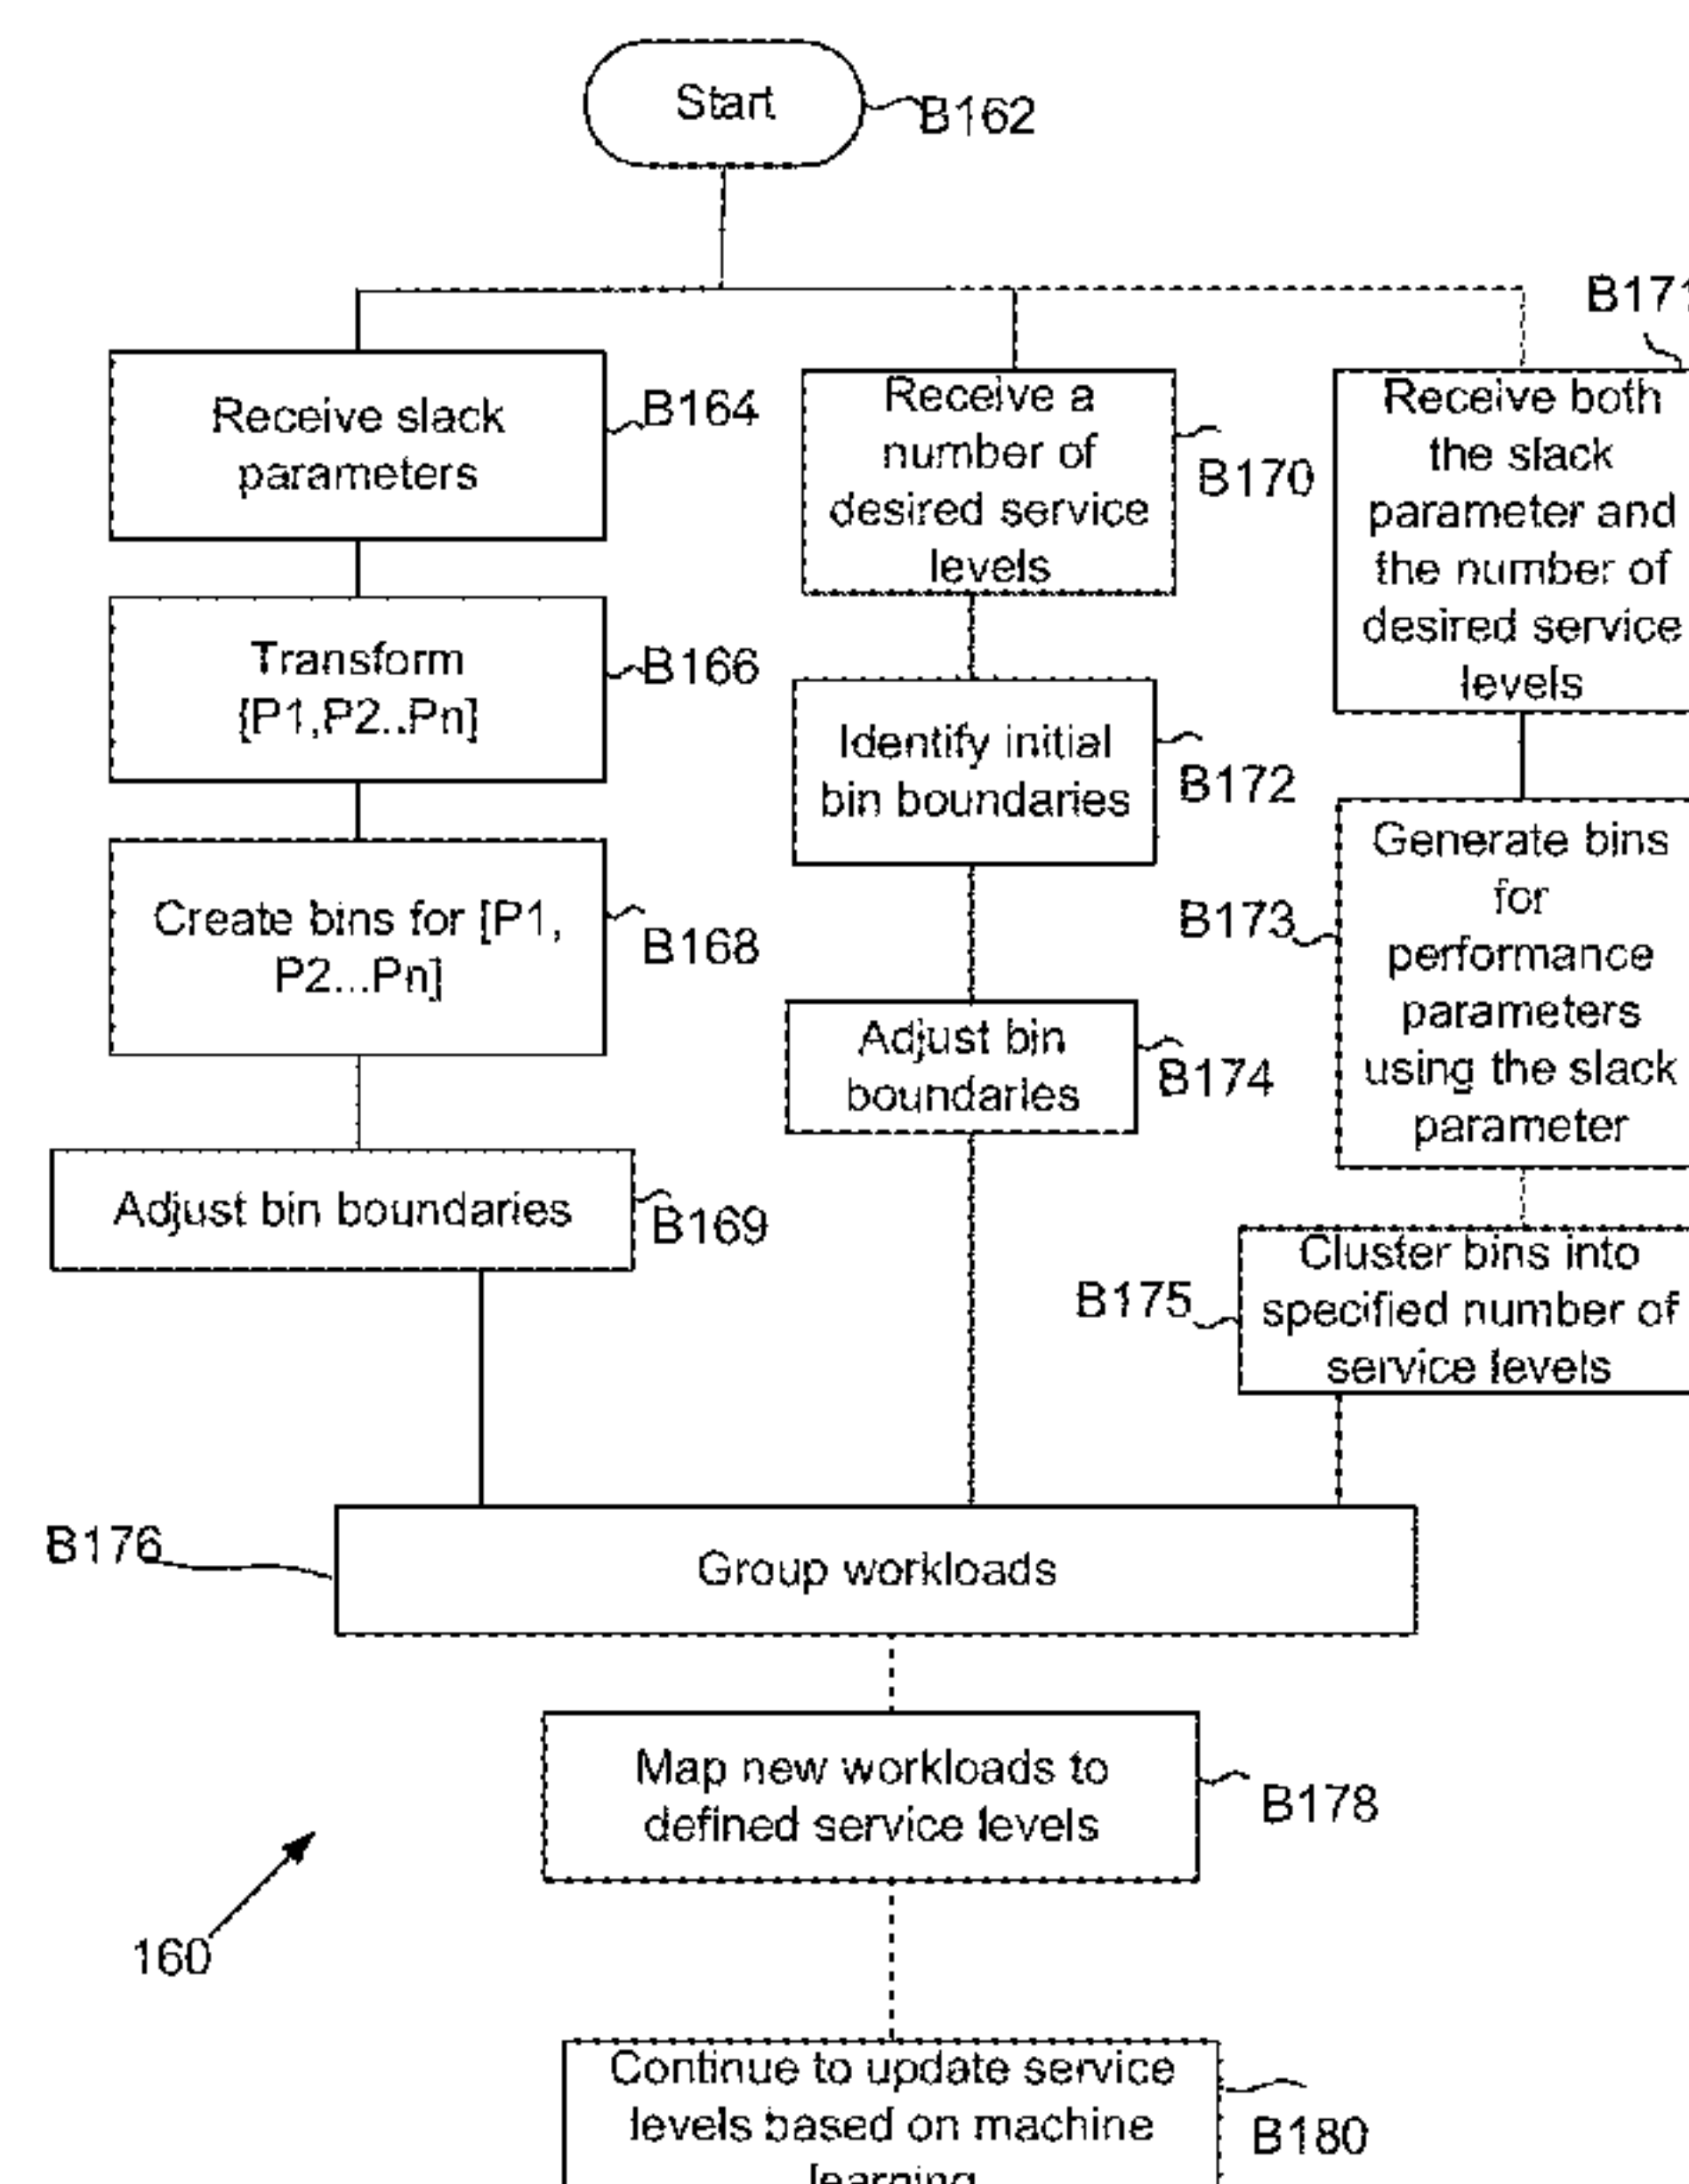 Start
B162
B171
Receive slack
parameters
B164
Receive a
number of
desired service
levels
B170
Receive both
the slack
parameter and
the number of
desired service
levels
Transform
[P1,P2..Pn]
B166
Identify initial
bin boundaries
B172
Create bins for [P1,
P2...Pn]
B168
Generate bins
for
performance
parameters
using the slack
parameter
B173
Adjust bin
boundaries
B174
Adjust bin boundaries
B169
Cluster bins into
specified number of
service levels
B175
B176
Group workloads
Map new workloads to
defined service levels
B178
160
Continue to update service
levels based on machine
learning
B180